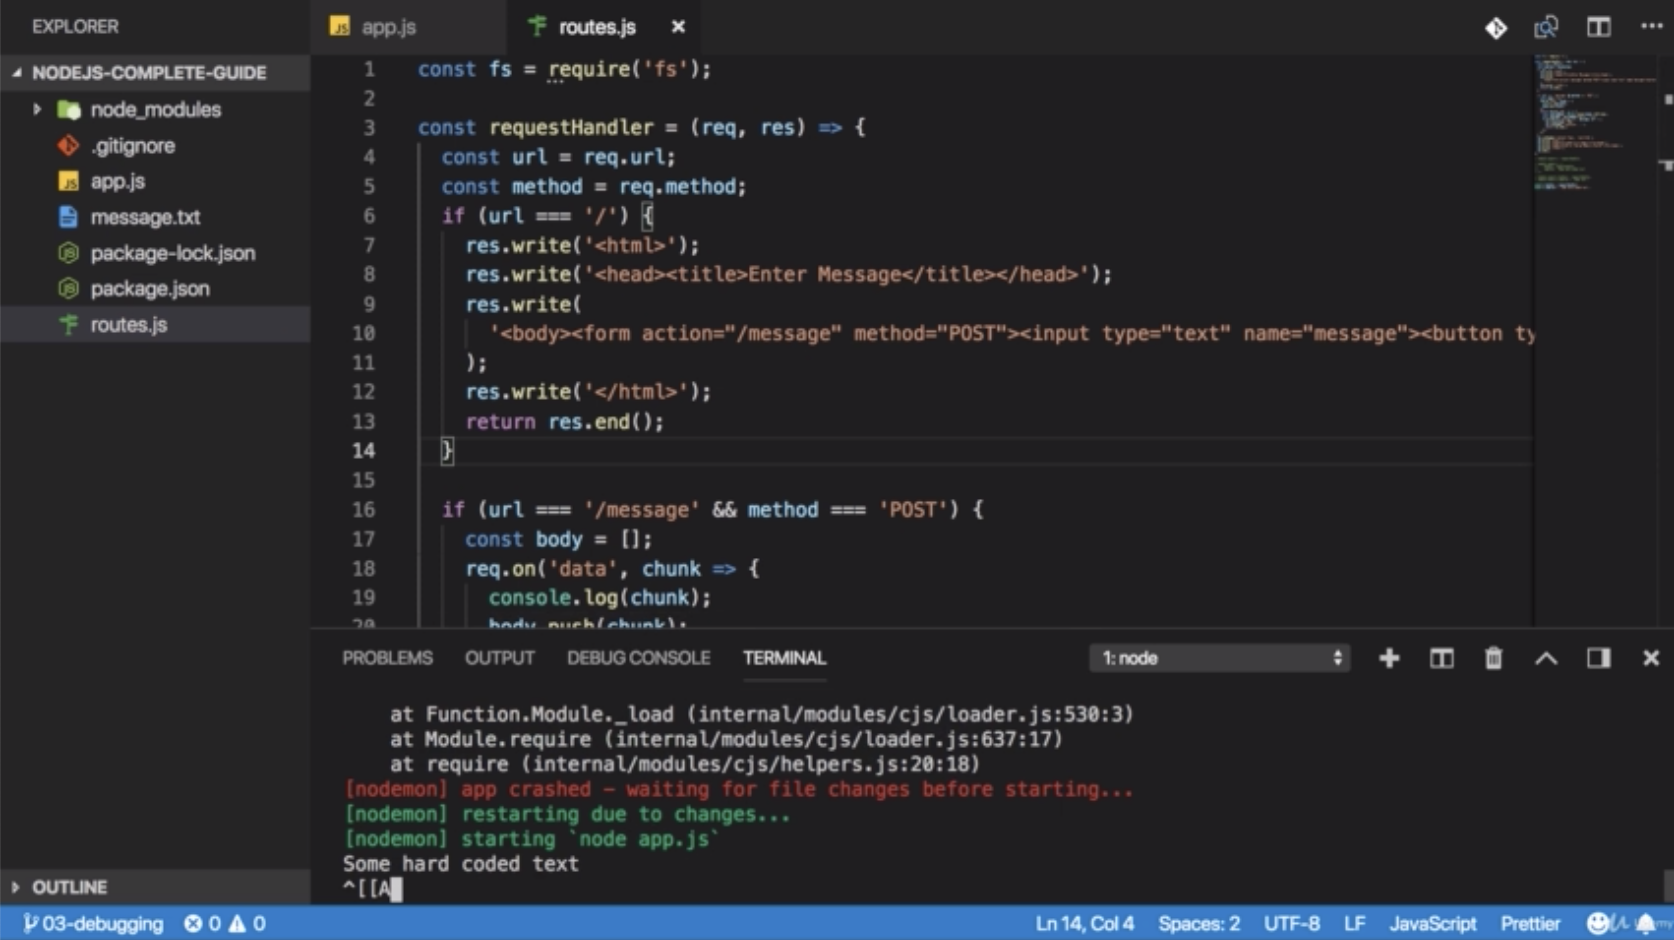 EXPLORER
NODEJS-COMPLETE-GUIDE
node_modules
.gitignore
JS app.js
message.txt
package-lock.json
package.json
routes.js
OUTLINE
JS app.js
routes.js
1 const fs = require('fs');
2
3 const requestHandler = (req, res) => {
4 const url = req.url;
5 const method = req.method;
6 if (url === '/') {
7 res.write('<html>');
8 res.write('<head><title>Enter Message</title></head>');
9 res.write(
10 '<body><form action="/message" method="POST"><input type="text" name="message"><button ty
11 );
12 res.write('</html>');
13 return res.end();
14 }
15
16 if (url === '/message' && method === 'POST') {
17 const body = [];
18 req.on('data', chunk => {
19 console.log(chunk);
20 body.push(chunk);
PROBLEMS OUTPUT DEBUG CONSOLE TERMINAL 1: node
at Function.Module._load (internal/modules/cjs/loader.js:530:3)
at Module.require (internal/modules/cjs/loader.js:637:17)
at require (internal/modules/cjs/helpers.js:20:18)
[nodemon] app crashed - waiting for file changes before starting...
[nodemon] restarting due to changes...
[nodemon] starting `node app.js`
Some hard coded text
^[[A
03-debugging 0 0 Ln 14, Col 4 Spaces: 2 UTF-8 LF JavaScript Prettier